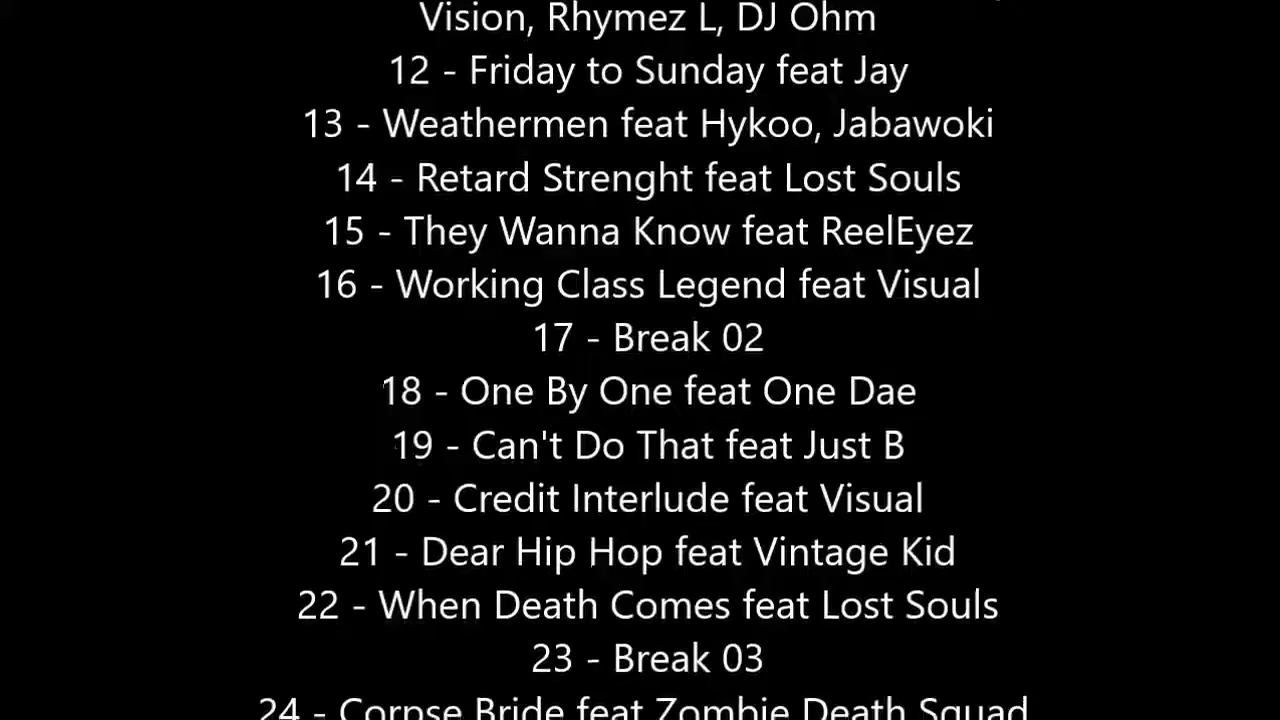 Vision, Rhymez L, DJ Ohm
12 - Friday to Sunday feat Jay
13 - Weathermen feat Hykoo, Jabawoki
14 - Retard Strenght feat Lost Souls
15 - They Wanna Know feat ReelEyez
16 - Working Class Legend feat Visual
17 - Break 02
18 - One By One feat One Dae
19 - Can't Do That feat Just B
20 - Credit Interlude feat Visual
21 - Dear Hip Hop feat Vintage Kid
22 - When Death Comes feat Lost Souls
23 - Break 03
24 - Corpse Bride feat Zombie Death Squad